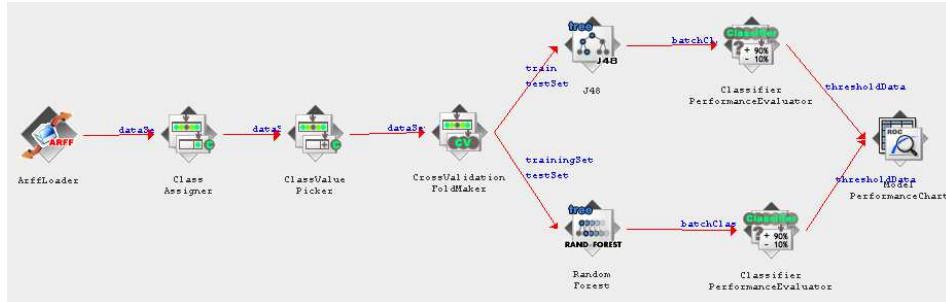 tree
J48
train
testSet
J48
batchCl
Classifier
?
+ 90%
- 10%
Classifier
PerformanceEvaluator
thresholdData
ARFF
ArffLoader
dataSe
Class
Assigner
dataS
ClassValue
Picker
dataSe
CV
CrossValidation
FoldMaker
ROC
Model
PerformanceChart
trainingSet
testSet
thresholdData
tree
RAND-FOREST
Random
Forest
batchClas
Classifier
?
+ 90%
- 10%
Classifier
PerformanceEvaluator